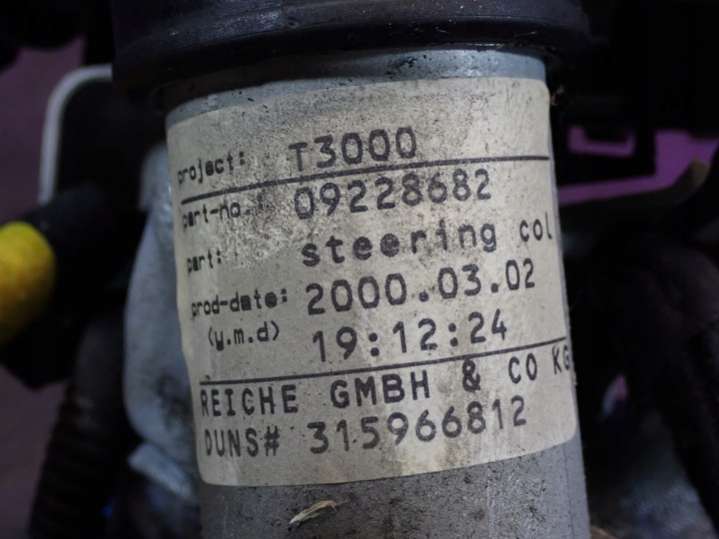 project: T3000
part-no.: 09228682
part: steering col
prod-date: 2000.03.02
(y.m.d) 19:12:24
REICHE GMBH & CO KG
DUNS# 315966812